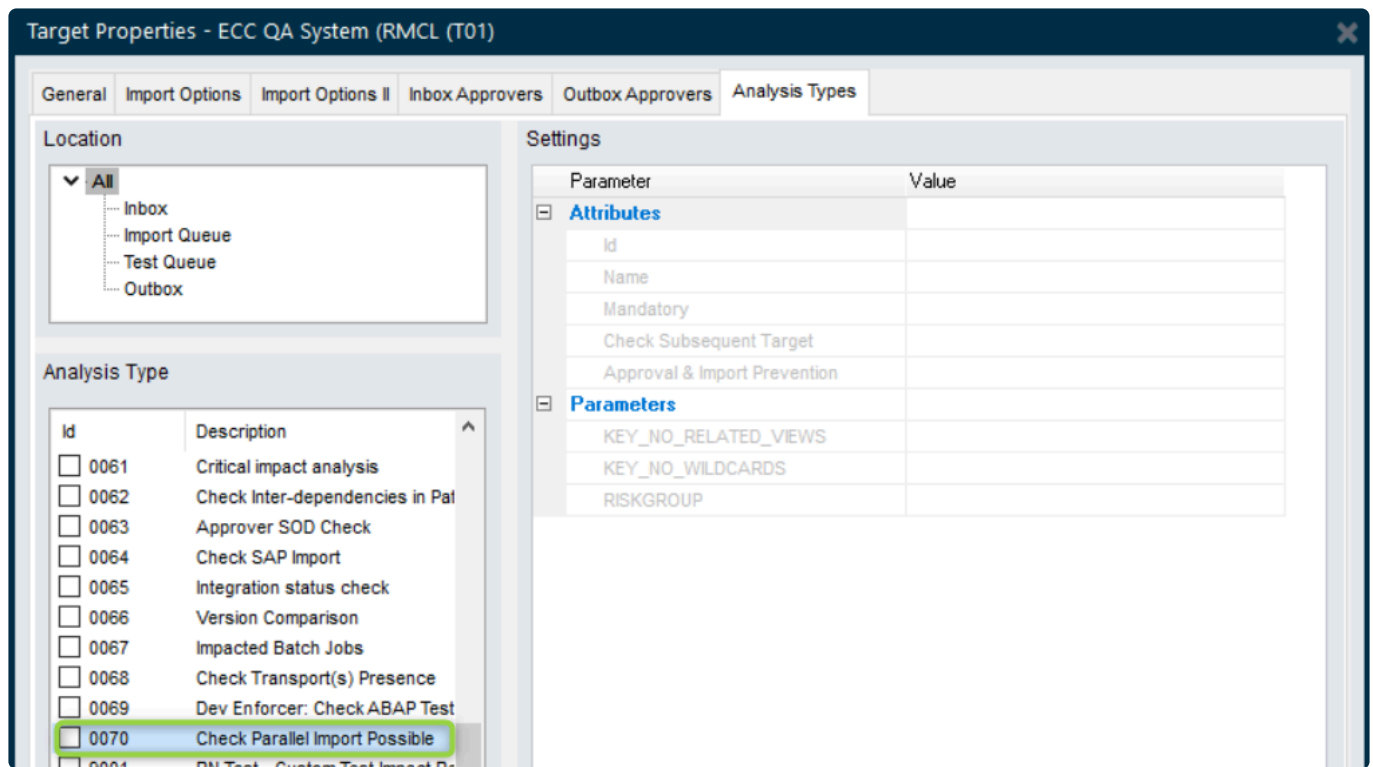 Target Properties - ECC QA System (RMCL (T01)
General Import Options Import Options II Inbox Approvers Outbox Approvers Analysis Types
Location
All
Inbox
Import Queue
Test Queue
Outbox
Analysis Type
Id Description
0061 Critical impact analysis
0062 Check Inter-dependencies in
0063 Approver SOD Check
0064 Check SAP Import
0065 Integration status check
0066 Version Comparison
0067 Impacted Batch Jobs
0068 Check Transport(s) Presence
0069 Dev Enforcer: Check ABAP Test
0070 Check Parallel Import Possible
Settings
Parameter Value
Attributes
Id
Name
Mandatory
Check Subsequent Target
Approval & Import Prevention
Parameters
KEY_NO_RELATED_VIEWS
KEY_NO_WILDCARDS
RISKGROUP